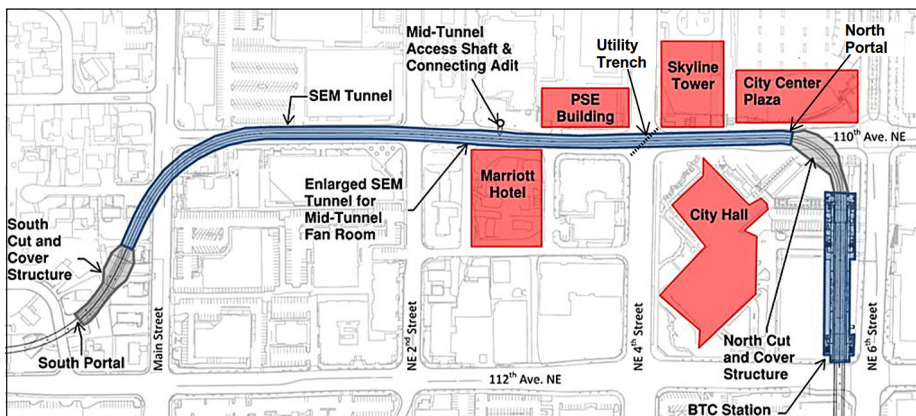 Mid-Tunnel
Access Shaft &
Connecting Adit
Utility
Trench
North
Portal
Skyline
Tower
City Center
Plaza
SEM Tunnel
PSE
Building
110th Ave. NE
Enlarged SEM
Tunnel for
Mid-Tunnel
Fan Room
Marriott
Hotel
City Hall
South
Cut and
Cover
Structure
South Portal
Main Street
NE 2nd Street
NE 4th Street
NE 6th Street
North Cut
and Cover
Structure
112th Ave. NE
BTC Station